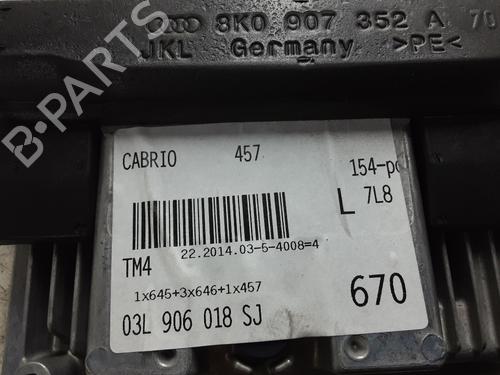 8K0 907 352 A
JKL Germany >PE<
CABRIO 457
154-
L 7L8
22.2014.03-5-4008=4
TM4
1x645+3x646+1x457
670
03L 906 018 SJ